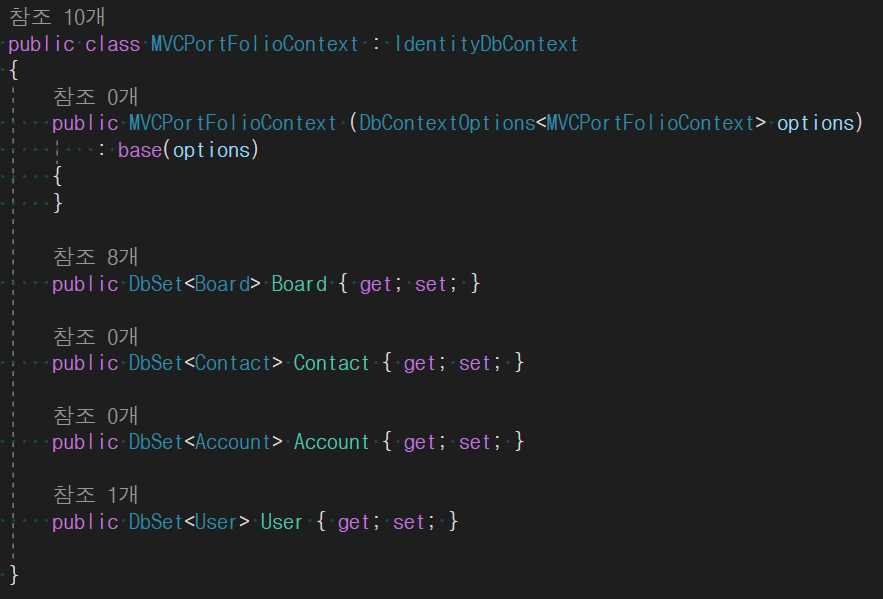 참조 10개
public class MVCPortFolioContext : IdentityDbContext
{
참조 0개
public MVCPortFolioContext (DbContextOptions<MVCPortFolioContext> options)
: base(options)
{
}
참조 8개
public DbSet<Board> Board { get; set; }
참조 0개
public DbSet<Contact> Contact { get; set; }
참조 0개
public DbSet<Account> Account { get; set; }
참조 1개
public DbSet<User> User { get; set; }
}